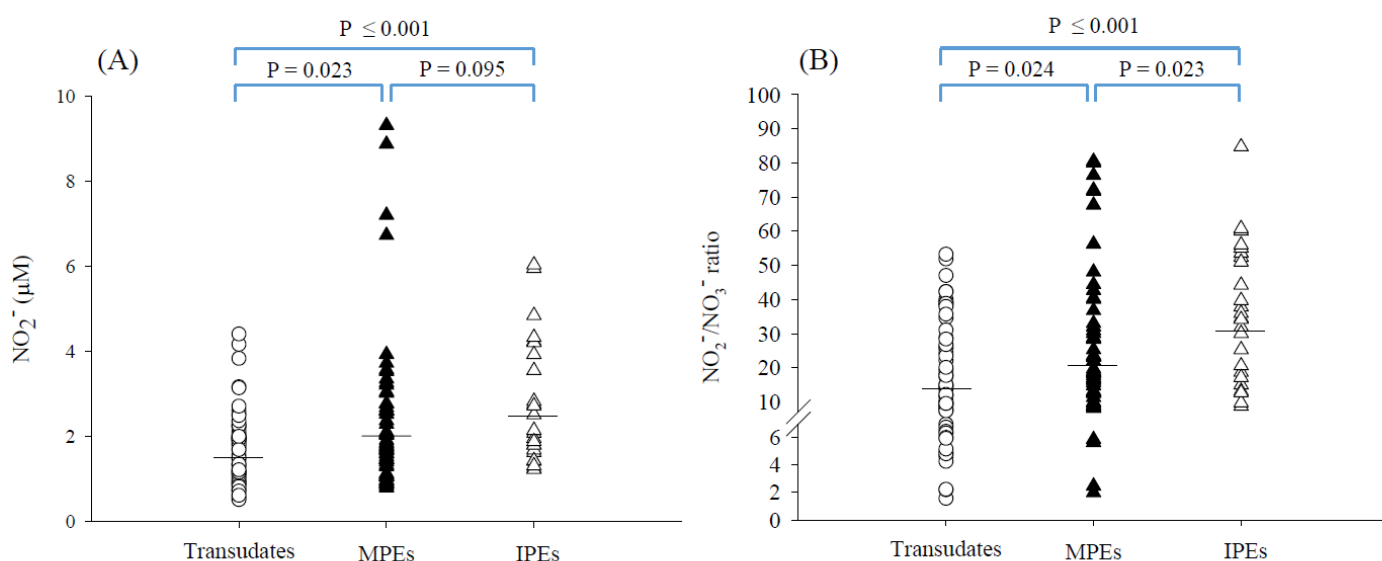 (A)
P ≤ 0.001
P = 0.023
P = 0.095
NO2⁻ (µM)
10
8
6
4
2
0
Transudates
MPEs
IPEs
(B)
P ≤ 0.001
P = 0.024
P = 0.023
NO2⁻/NO3⁻ ratio
100
90
80
70
60
50
40
30
20
10
6
4
2
0
Transudates
MPEs
IPEs